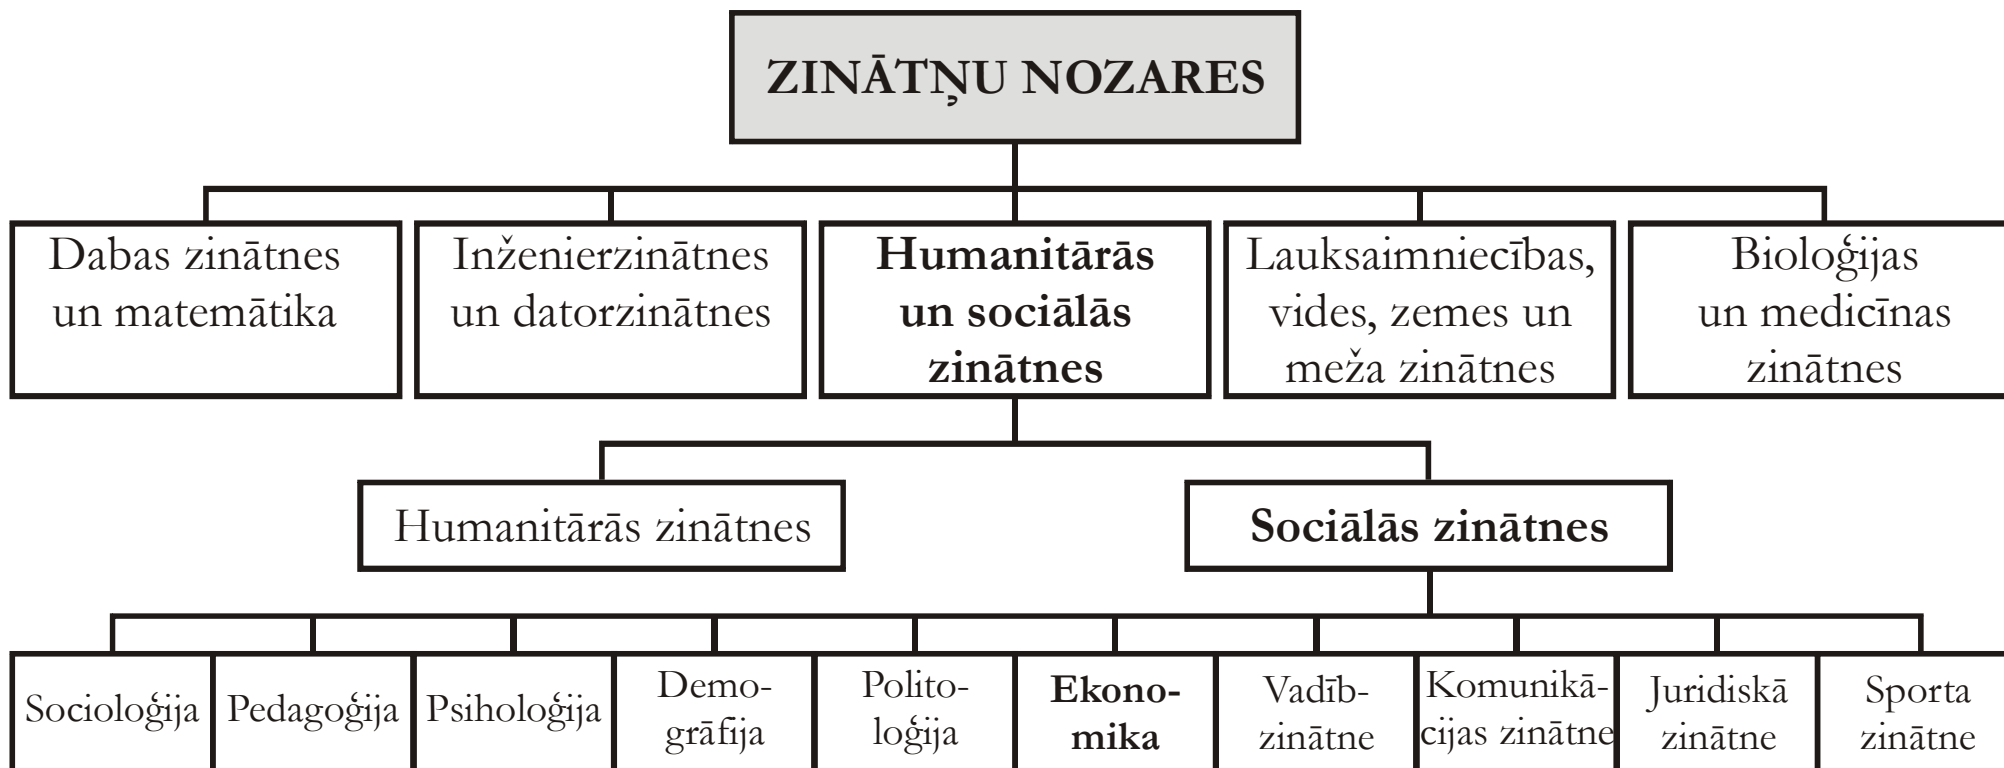 ZINĀTŅU NOZARES
Dabas zinātnes
un matemātika
Inženierzinātnes
un datorzinātnes
Humanitārās
un sociālās
zinātnes
Lauksaimniecības,
vides, zemes un
meža zinātnes
Bioloģijas
un medicīnas
zinātnes
Humanitārās zinātnes
Sociālās zinātnes
Socioloģija
Pedagoģija
Psiholoģija
Demo-
grāfija
Polito-
loģija
Ekono-
mika
Vadīb-
zinātne
Komunikā-
cijas zinātne
Juridiskā
zinātne
Sporta
zinātne